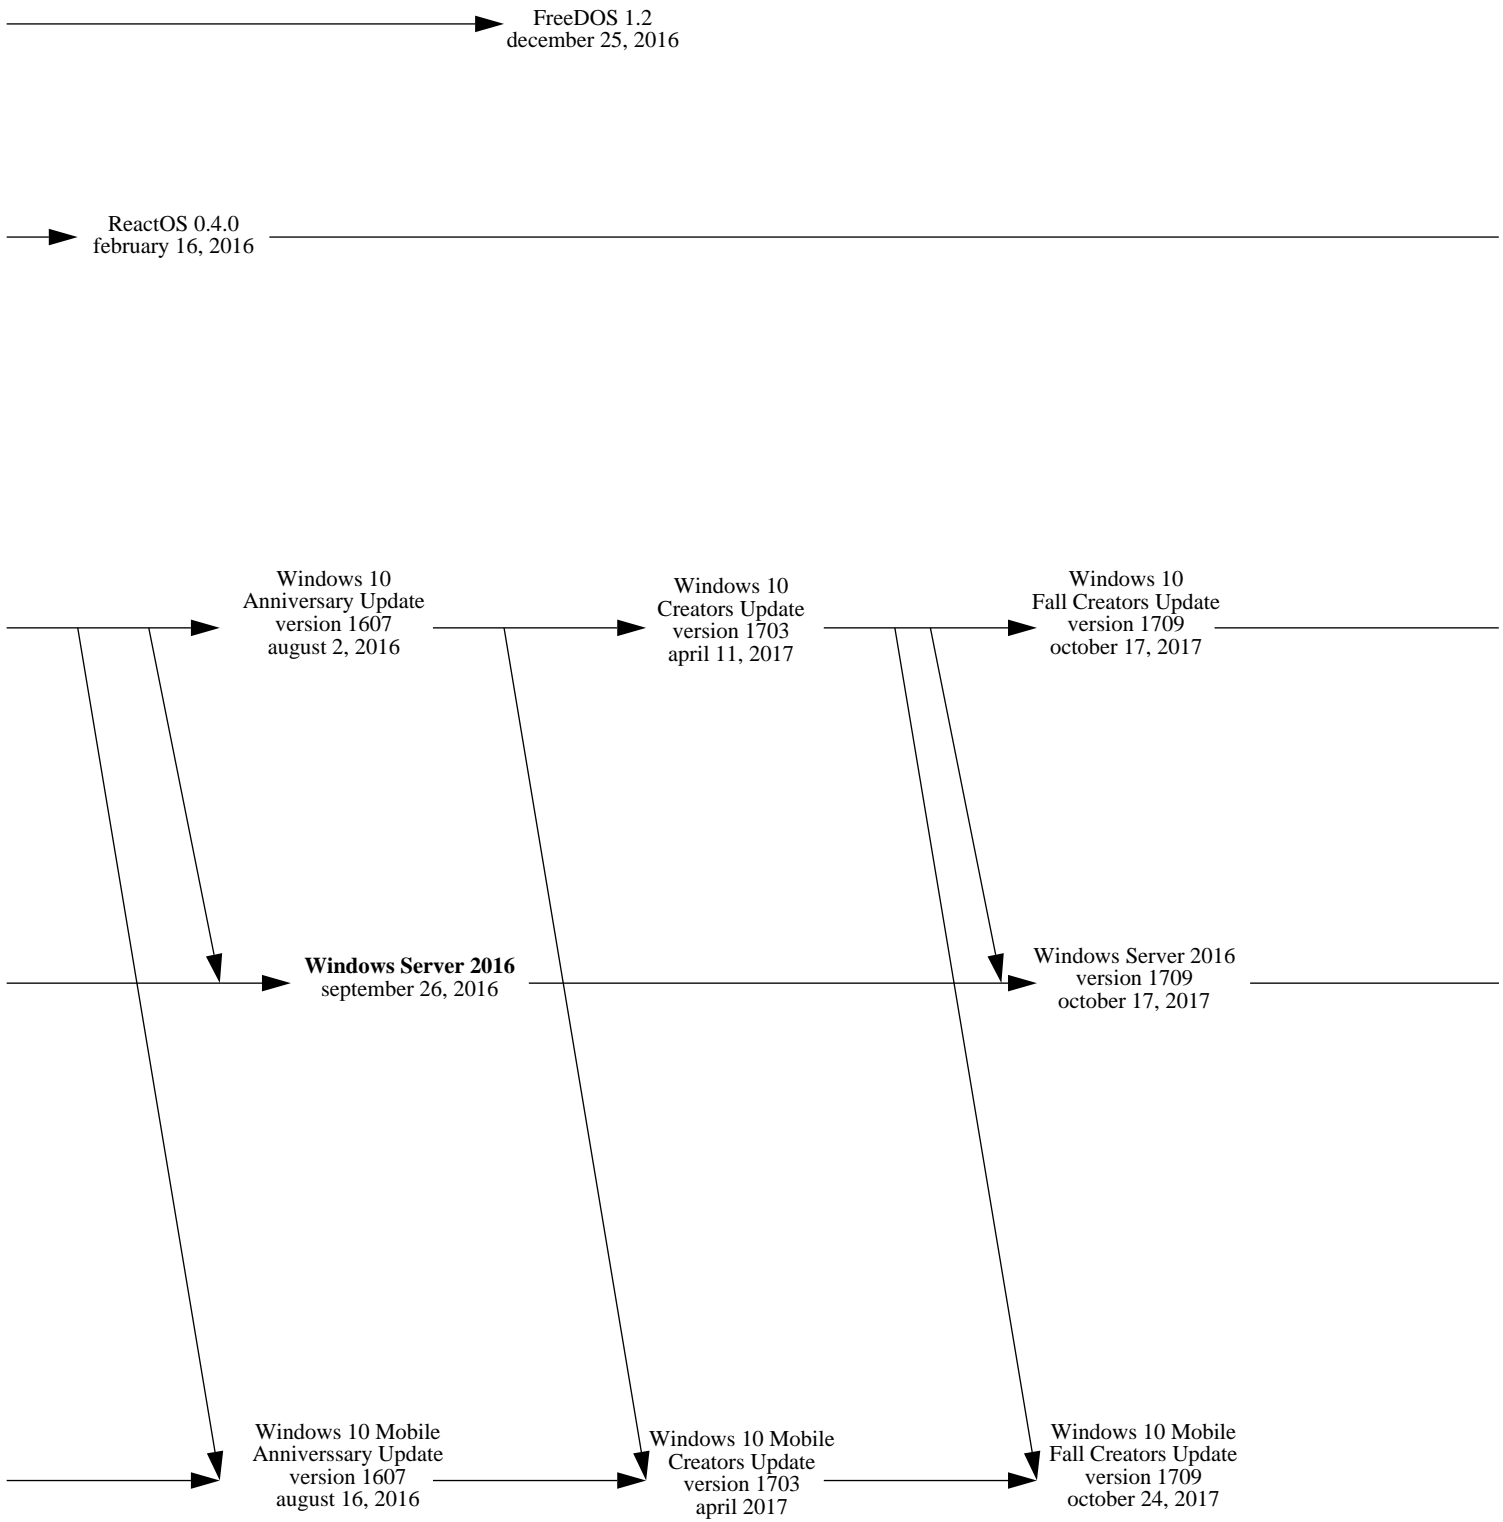 FreeDOS 1.2
december 25, 2016
ReactOS 0.4.0
february 16, 2016
Windows 10
Anniversary Update
version 1607
august 2, 2016
Windows 10
Creators Update
version 1703
april 11, 2017
Windows 10
Fall Creators Update
version 1709
october 17, 2017
Windows Server 2016
september 26, 2016
Windows Server 2016
version 1709
october 17, 2017
Windows 10 Mobile
Anniverssary Update
version 1607
august 16, 2016
Windows 10 Mobile
Creators Update
version 1703
april 2017
Windows 10 Mobile
Fall Creators Update
version 1709
october 24, 2017